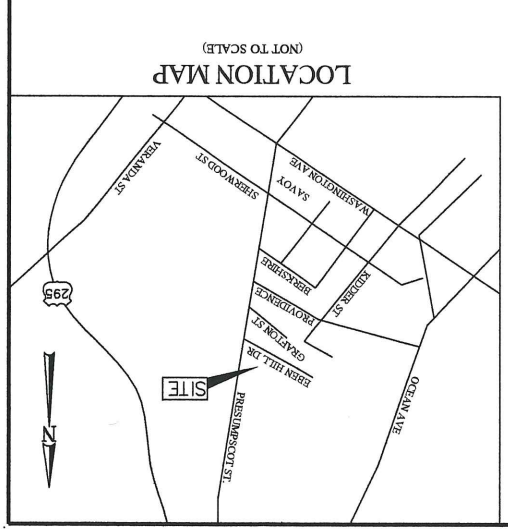 N
295
SITE
PRESUMPSCOT ST.
OCEAN AVE
EBEN HILL DR
GRAFTON ST
PROVIDENCE
KIDDER ST
BERKSHIRE
SAVOY
WASHINGTON AVE
SHERWOOD ST
VERANDA ST
LOCATION MAP
(NOT TO SCALE)